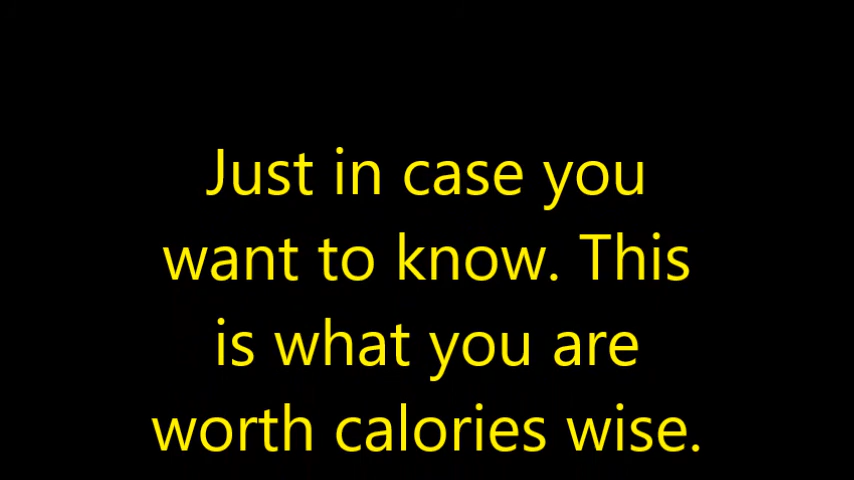 Just in case you
want to know. This
is what you are
worth calories wise.